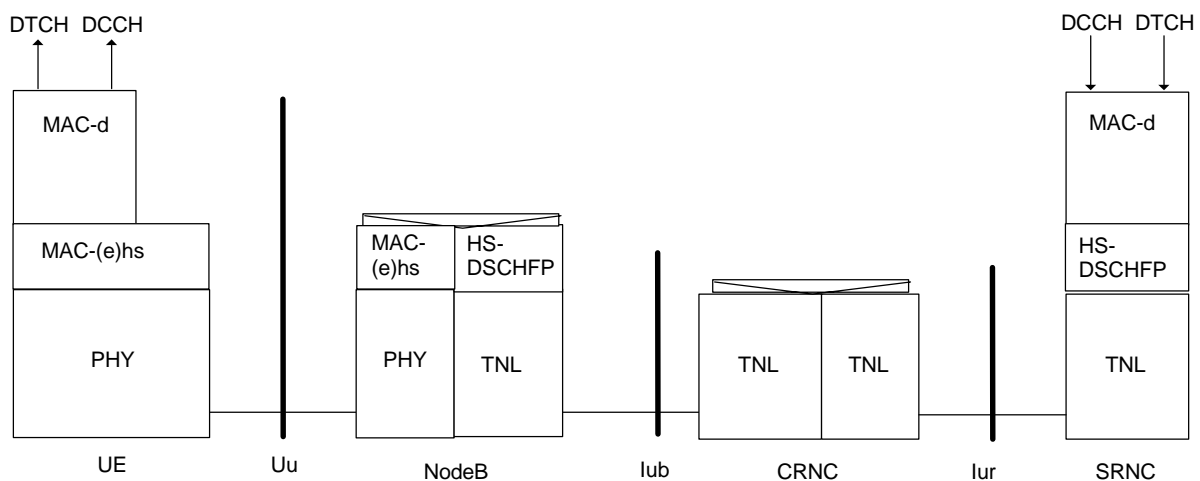 DTCH DCCH
DCCH DTCH
MAC-d
MAC-d
MAC-(e)hs
MAC-
(e)hs
HS-
DSCHFP
HS-
DSCHFP
PHY
PHY
TNL
TNL
TNL
TNL
UE
Uu
NodeB
Iub
CRNC
Iur
SRNC